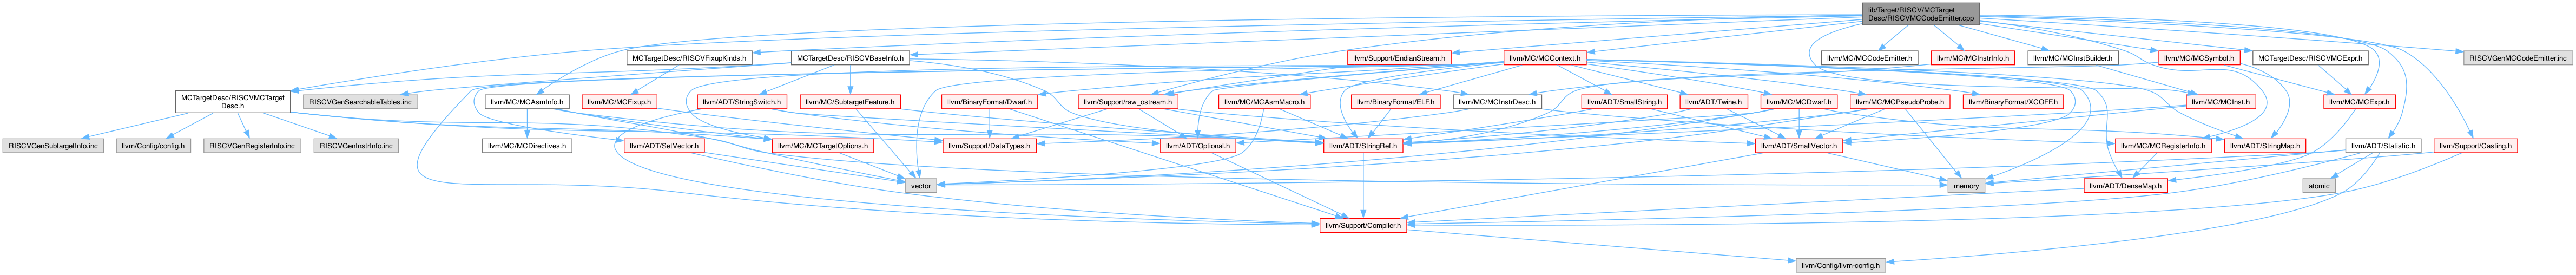 lib/Target/RISCV/MCTarget
Desc/RISCVMCCodeEmitter.cpp
MCTargetDesc/RISCVFixupKinds.h
MCTargetDesc/RISCVBaseInfo.h
llvm/Support/EndianStream.h
llvm/MC/MCContext.h
llvm/MC/MCCodeEmitter.h
llvm/MC/MCInstrInfo.h
llvm/MC/MCInstBuilder.h
llvm/MC/MCSymbol.h
MCTargetDesc/RISCVMCExpr.h
RISCVGenMCCodeEmitter.inc
MCTargetDesc/RISCVMCTarget
Desc.h
RISCVGenSearchableTables.inc
llvm/MC/MCAsmInfo.h
llvm/MC/MCFixup.h
llvm/ADT/StringSwitch.h
llvm/MC/SubtargetFeature.h
llvm/BinaryFormat/Dwarf.h
llvm/Support/raw_ostream.h
llvm/MC/MCAsmMacro.h
llvm/BinaryFormat/ELF.h
llvm/MC/MCInstrDesc.h
llvm/ADT/SmallString.h
llvm/ADT/Twine.h
llvm/MC/MCDwarf.h
llvm/MC/MCPseudoProbe.h
llvm/BinaryFormat/XCOFF.h
llvm/MC/MCInst.h
llvm/MC/MCExpr.h
RISCVGenSubtargetInfo.inc
llvm/Config/config.h
RISCVGenRegisterInfo.inc
RISCVGenInstrInfo.inc
llvm/MC/MCDirectives.h
llvm/ADT/SetVector.h
llvm/MC/MCTargetOptions.h
llvm/Support/DataTypes.h
llvm/ADT/Optional.h
llvm/ADT/StringRef.h
llvm/ADT/SmallVector.h
llvm/MC/MCRegisterInfo.h
llvm/ADT/StringMap.h
llvm/ADT/Statistic.h
llvm/Support/Casting.h
vector
memory
llvm/ADT/DenseMap.h
atomic
llvm/Support/Compiler.h
llvm/Config/llvm-config.h